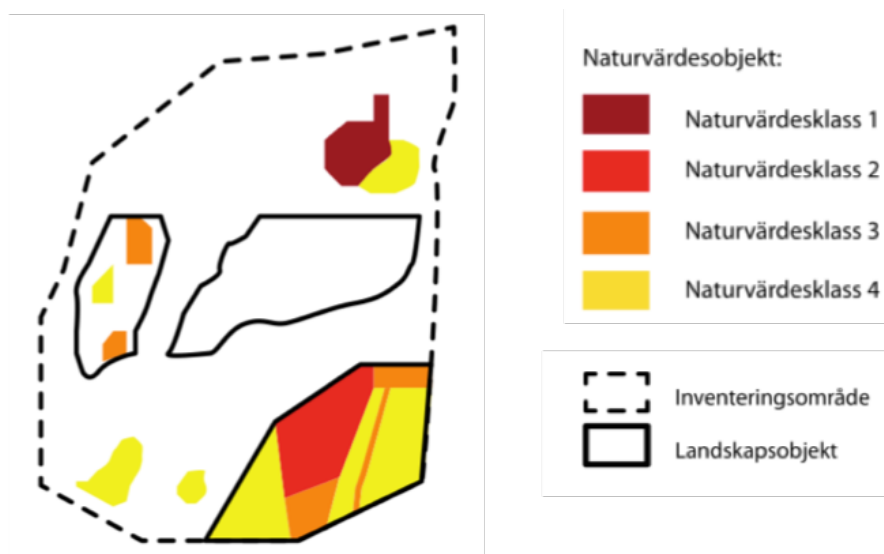 Naturvärdesobjekt:
Naturvärdesklass 1
Naturvärdesklass 2
Naturvärdesklass 3
Naturvärdesklass 4
Inventeringsområde
Landskapsobjekt